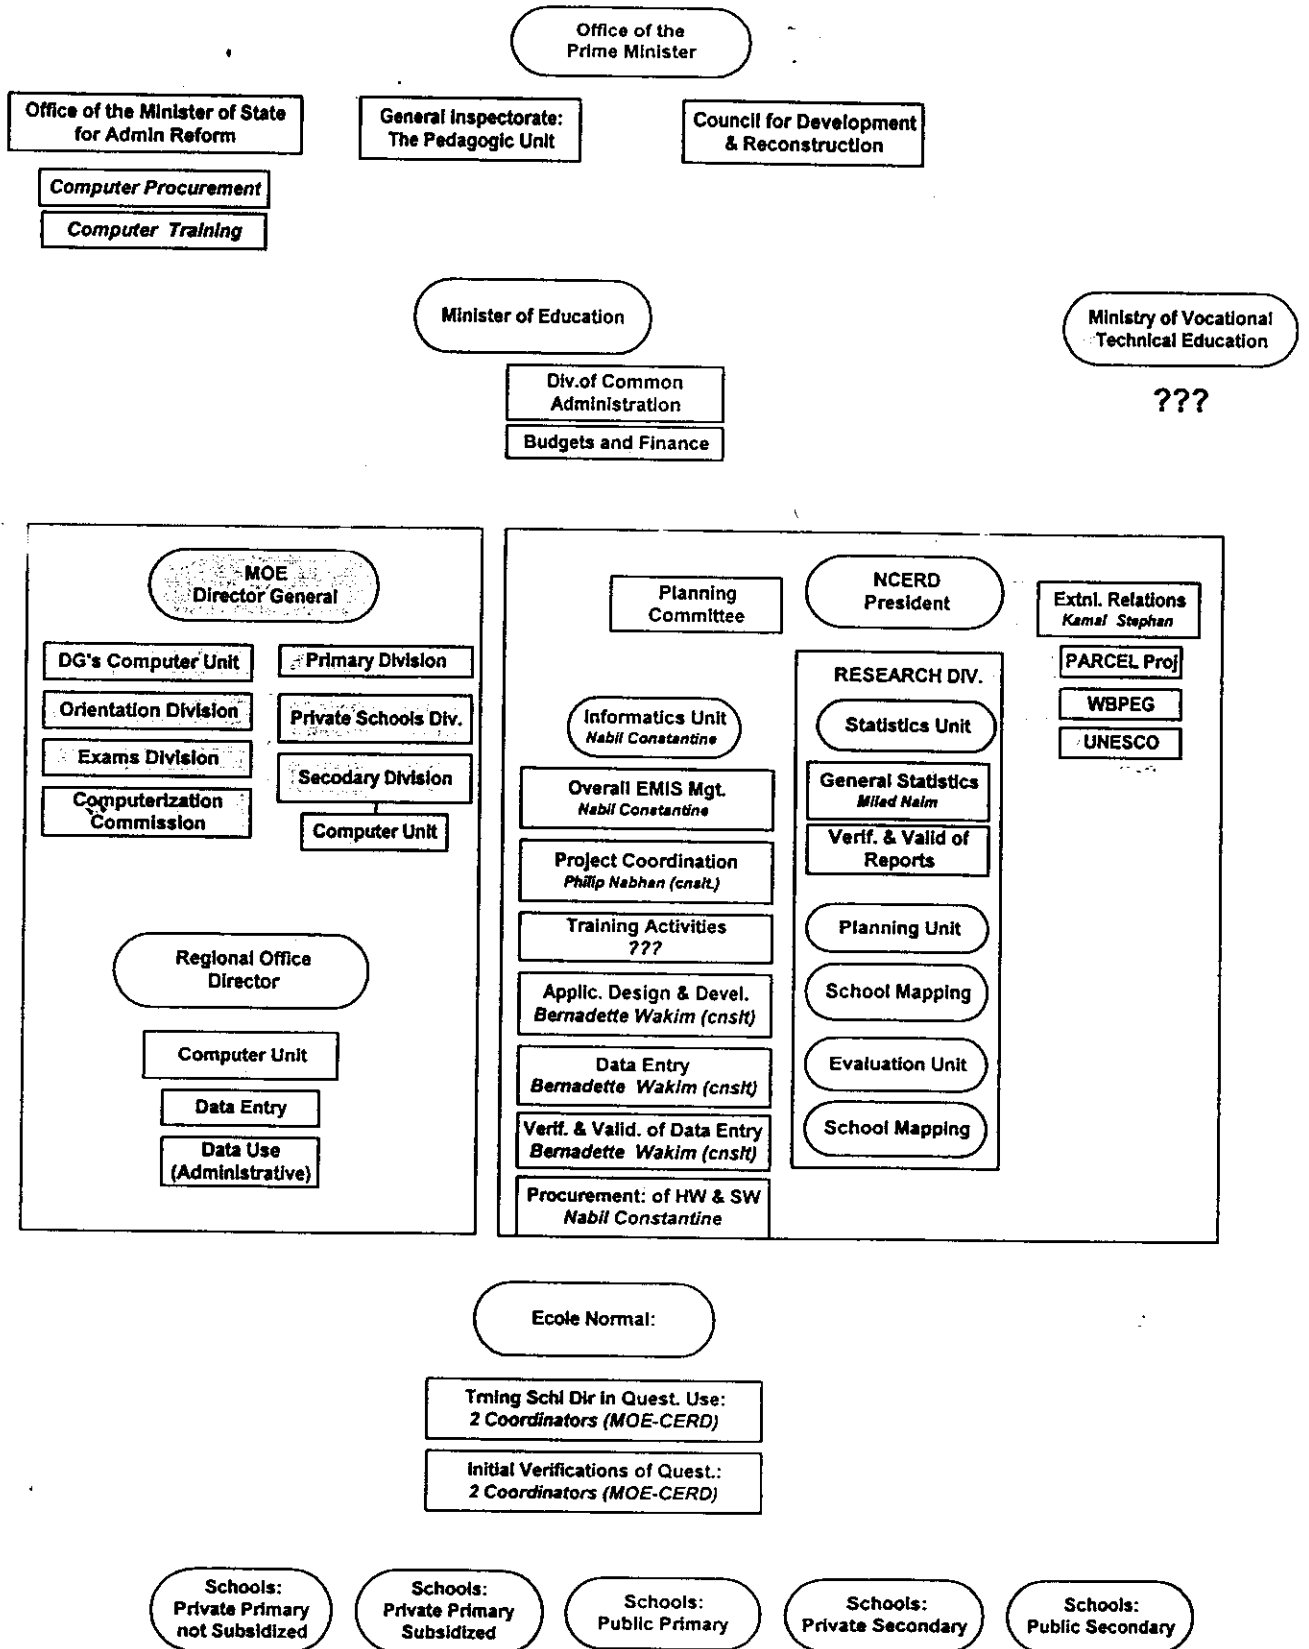 Office of the
Prime Minister
Office of the Minister of State
for Admin Reform
General Inspectorate:
The Pedagogic Unit
Council for Development
& Reconstruction
Computer Procurement
Computer Training
Minister of Education
Ministry of Vocational
Technical Education
???
Div.of Common
Administration
Budgets and Finance
MOE
Director General
DG's Computer Unit
Orientation Division
Exams Division
Computerization
Commission
Primary Division
Private Schools Div.
Secodary Division
Computer Unit
Regional Office
Director
Computer Unit
Data Entry
Data Use
(Administrative)
Planning
Committee
NCERD
President
Extnl. Relations
Kamal Stephan
PARCEL Proj
WBPEG
UNESCO
Informatics Unit
Nabil Constantine
Overall EMIS Mgt.
Nabil Constantine
Project Coordination
Philip Nabhan (cnslt.)
Training Activities
???
Applic. Design & Devel.
Bernadette Wakim (cnslt)
Data Entry
Bernadette Wakim (cnslt)
Verif. & Valid. of Data Entry
Bernadette Wakim (cnslt)
Procurement: of HW & SW
Nabil Constantine
RESEARCH DIV.
Statistics Unit
General Statistics
Milad Naim
Verif. & Valid of
Reports
Planning Unit
School Mapping
Evaluation Unit
School Mapping
Ecole Normal:
Trning Schl Dir in Quest. Use:
2 Coordinators (MOE-CERD)
Initial Verifications of Quest.:
2 Coordinators (MOE-CERD)
Schools:
Private Primary
not Subsidized
Schools:
Private Primary
Subsidized
Schools:
Public Primary
Schools:
Private Secondary
Schools:
Public Secondary